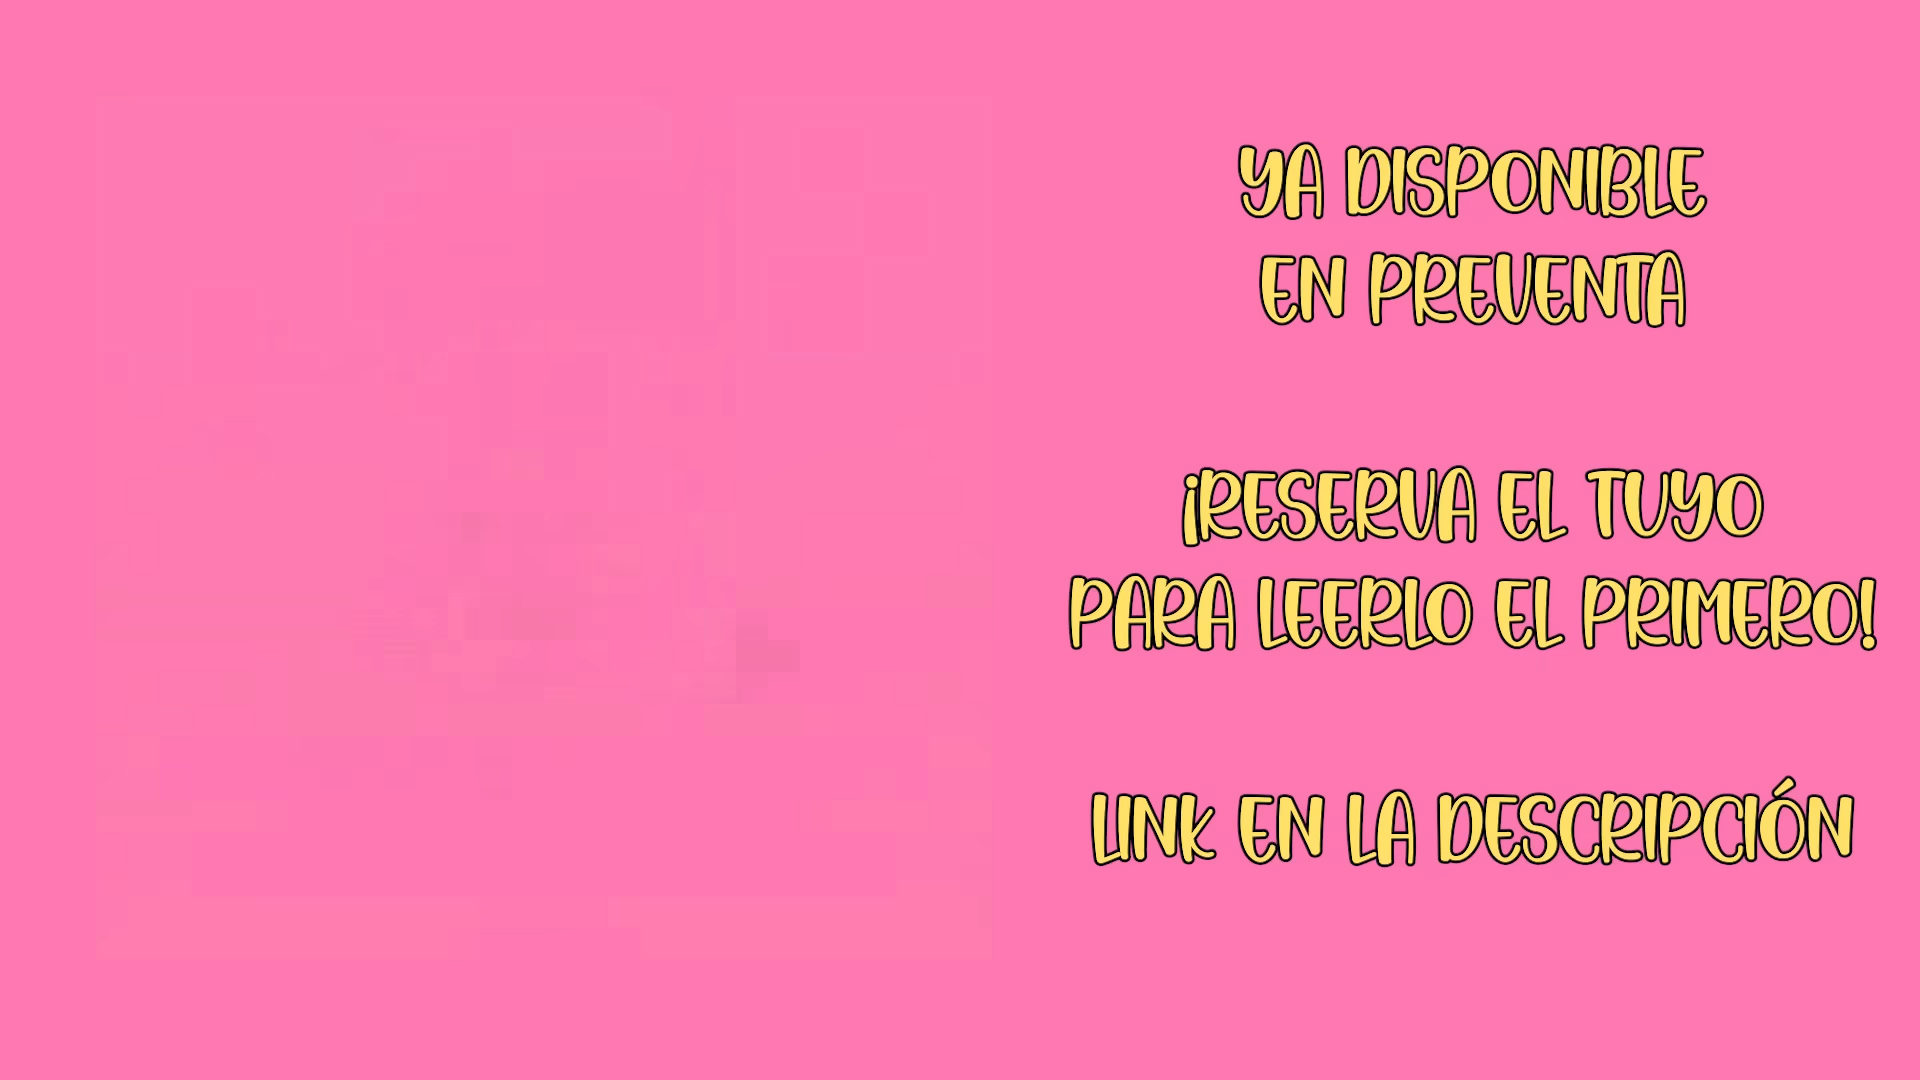 YA DISPONIBLE
EN PREVENTA
¡RESERVA EL TUYO
PARA LEERLO EL PRIMERO!
LINK EN LA DESCRIPCIÓN